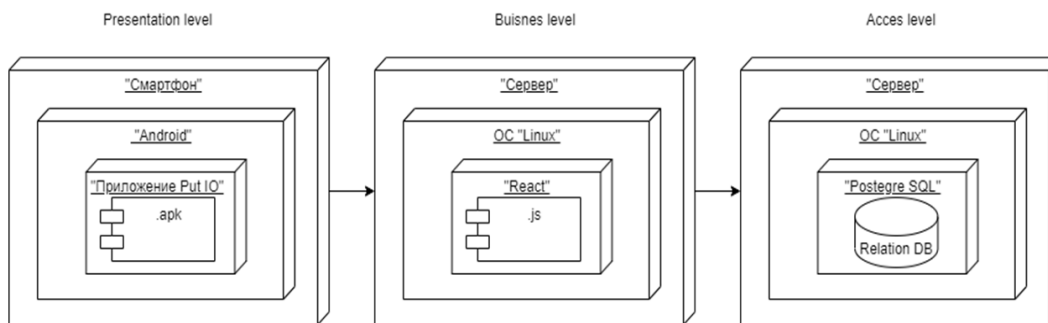 Presentation level
Buisnes level
Acces level
"Смартфон"
"Сервер"
"Сервер"
"Android"
ОС "Linux"
ОС "Linux"
"Приложение Put IO"
"React"
"Postegre SQL"
.apk
.js
Relation DB